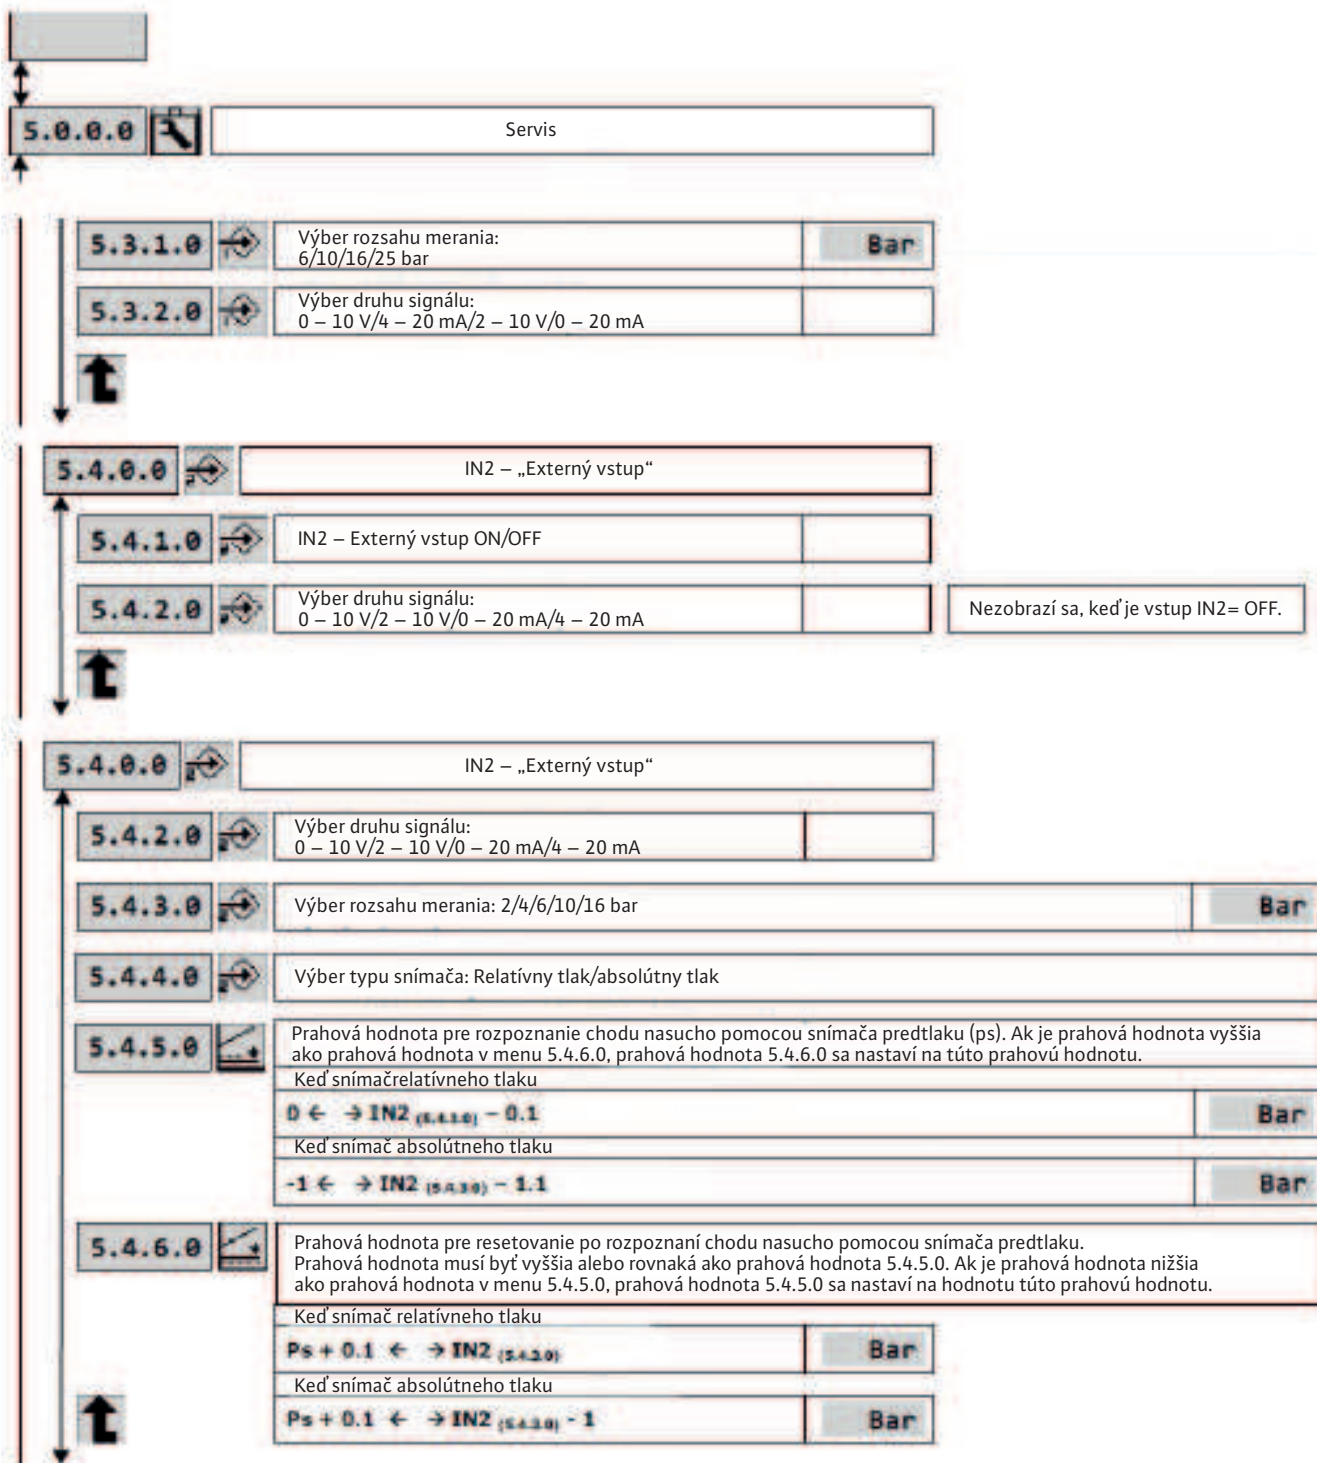 5.0.0.0 Servis
5.3.1.0 Výber rozsahu merania:
6/10/16/25 bar Bar
5.3.2.0 Výber druhu signálu:
0 – 10 V/4 – 20 mA/2 – 10 V/0 – 20 mA
5.4.0.0 IN2 – „Externý vstup“
5.4.1.0 IN2 – Externý vstup ON/OFF
5.4.2.0 Výber druhu signálu:
0 – 10 V/2 – 10 V/0 – 20 mA/4 – 20 mA
Nezobrazí sa, keď je vstup IN2= OFF.
5.4.0.0 IN2 – „Externý vstup“
5.4.2.0 Výber druhu signálu:
0 – 10 V/2 – 10 V/0 – 20 mA/4 – 20 mA
5.4.3.0 Výber rozsahu merania: 2/4/6/10/16 bar Bar
5.4.4.0 Výber typu snímača: Relatívny tlak/absolútny tlak
5.4.5.0 Prahová hodnota pre rozpoznanie chodu nasucho pomocou snímača predtlaku (ps). Ak je prahová hodnota vyššia
ako prahová hodnota v menu 5.4.6.0, prahová hodnota 5.4.6.0 sa nastaví na túto prahovú hodnotu.
Keď snímačrelatívneho tlaku
0 ← → IN2 – 0.1 Bar
Keď snímač absolútneho tlaku
-1 ← → IN2 (5.4.3.0) – 1.1 Bar
5.4.6.0 Prahová hodnota pre resetovanie po rozpoznaní chodu nasucho pomocou snímača predtlaku.
Prahová hodnota musí byť vyššia alebo rovnaká ako prahová hodnota 5.4.5.0. Ak je prahová hodnota nižšia
ako prahová hodnota v menu 5.4.5.0, prahová hodnota 5.4.5.0 sa nastaví na hodnotu túto prahovú hodnotu.
Keď snímač relatívneho tlaku
Ps + 0.1 ← → IN2 Bar
Keď snímač absolútneho tlaku
Ps + 0.1 ← → IN2 - 1 Bar